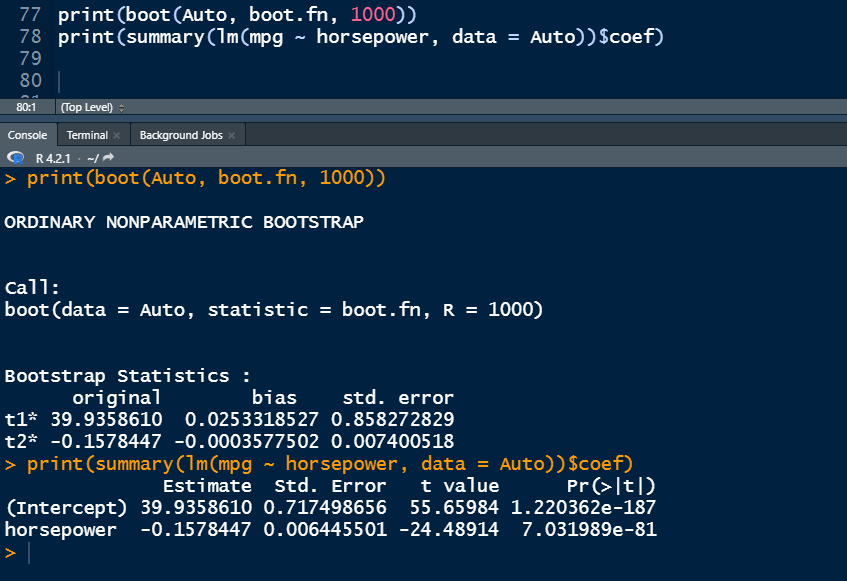 77 print(boot(Auto, boot.fn, 1000))
78 print(summary(lm(mpg ~ horsepower, data = Auto))$coef)
79
80
80:1 (Top Level)
Console Terminal Background Jobs
R 4.2.1 · ~/
> print(boot(Auto, boot.fn, 1000))
ORDINARY NONPARAMETRIC BOOTSTRAP
Call:
boot(data = Auto, statistic = boot.fn, R = 1000)
Bootstrap Statistics :
original bias std. error
t1* 39.9358610 0.0253318527 0.858272829
t2* -0.1578447 -0.0003577502 0.007400518
> print(summary(lm(mpg ~ horsepower, data = Auto))$coef)
Estimate Std. Error t value Pr(>|t|)
(Intercept) 39.9358610 0.717498656 55.65984 1.220362e-187
horsepower -0.1578447 0.006445501 -24.48914 7.031989e-81
>